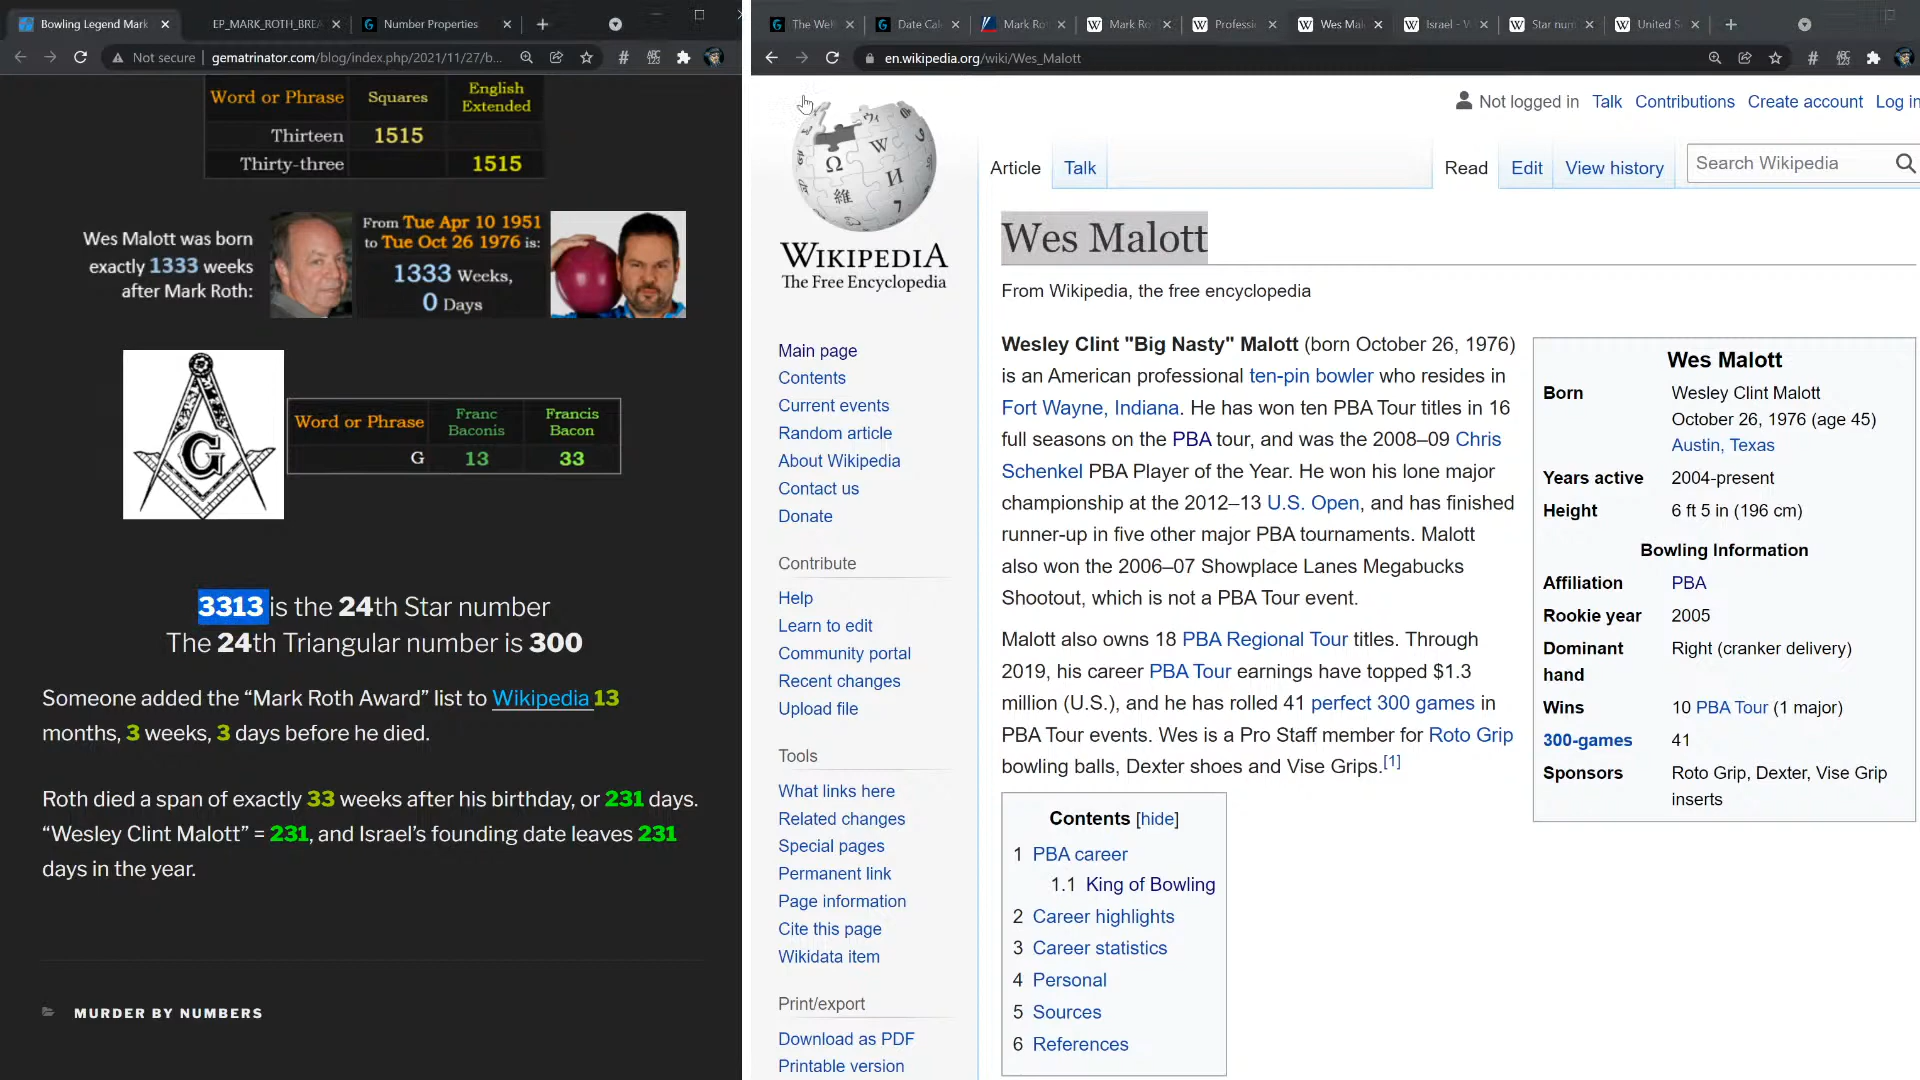 Bowling Legend Mark
EP_MARK_ROTH_BREA
Number Properties
Not secure
gematrinator.com/blog/index.php/2021/11/27/b...
Word or Phrase Squares English Extended
Thirteen 1515
Thirty-three 1515
Wes Malott was born
exactly 1333 weeks
after Mark Roth:
From Tue Apr 10 1951
to Tue Oct 26 1976 is:
1333 Weeks,
0 Days
G
Word or Phrase Franc Baconis Francis Bacon
G 13 33
3313 is the 24th Star number
The 24th Triangular number is 300
Someone added the “Mark Roth Award” list to Wikipedia 13
months, 3 weeks, 3 days before he died.
Roth died a span of exactly 33 weeks after his birthday, or 231 days.
“Wesley Clint Malott” = 231, and Israel’s founding date leaves 231
days in the year.
MURDER BY NUMBERS
The Wel
Date Cal
Mark Ro
Mark Ro
Professi
Wes Mal
Israel - W
Star num
United S
en.wikipedia.org/wiki/Wes_Malott
Not logged in Talk Contributions Create account Log in
Article Talk Read Edit View history Search Wikipedia
WIKIPEDIA
The Free Encyclopedia
Main page
Contents
Current events
Random article
About Wikipedia
Contact us
Donate
Contribute
Help
Learn to edit
Community portal
Recent changes
Upload file
Tools
What links here
Related changes
Special pages
Permanent link
Page information
Cite this page
Wikidata item
Print/export
Download as PDF
Printable version
Wes Malott
From Wikipedia, the free encyclopedia
Wesley Clint "Big Nasty" Malott (born October 26, 1976)
is an American professional ten-pin bowler who resides in
Fort Wayne, Indiana. He has won ten PBA Tour titles in 16
full seasons on the PBA tour, and was the 2008–09 Chris
Schenkel PBA Player of the Year. He won his lone major
championship at the 2012–13 U.S. Open, and has finished
runner-up in five other major PBA tournaments. Malott
also won the 2006–07 Showplace Lanes Megabucks
Shootout, which is not a PBA Tour event.
Malott also owns 18 PBA Regional Tour titles. Through
2019, his career PBA Tour earnings have topped $1.3
million (U.S.), and he has rolled 41 perfect 300 games in
PBA Tour events. Wes is a Pro Staff member for Roto Grip
bowling balls, Dexter shoes and Vise Grips.[1]
Contents [hide]
1 PBA career
1.1 King of Bowling
2 Career highlights
3 Career statistics
4 Personal
5 Sources
6 References
Wes Malott
Born Wesley Clint Malott
October 26, 1976 (age 45)
Austin, Texas
Years active 2004-present
Height 6 ft 5 in (196 cm)
Bowling Information
Affiliation PBA
Rookie year 2005
Dominant hand Right (cranker delivery)
Wins 10 PBA Tour (1 major)
300-games 41
Sponsors Roto Grip, Dexter, Vise Grip
inserts